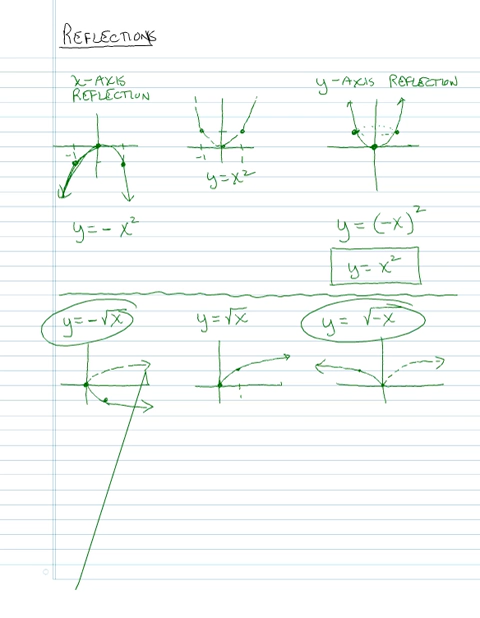 REFLECTIONS
X-AXIS
REFLECTION
y-AXIS REFLECTION
-1
-1 1
y=x²
y=-x²
y=(-x)²
y=x²
y=-√x
y=√x
y=√-x
1